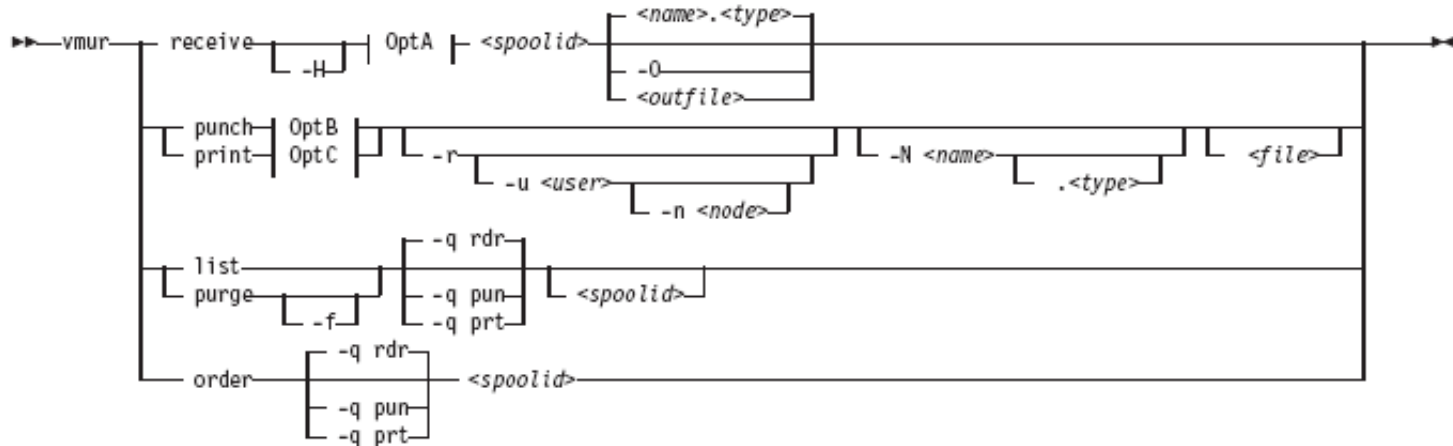 <name>.<type>
vmur receive -H OptA <spoolid> -O
<outfile>
punch OptB
print OptC -r -N <name> <file>
-u <user> .<type>
-n <node>
-q rdr
list
purge -q pun <spoolid>
-f -q prt
-q rdr
order <spoolid>
-q pun
-q prt